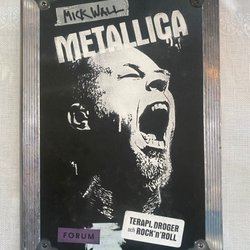 MICK WALL
METALLICA
TERAPI, DROGER
och ROCK'N'ROLL
FORUM